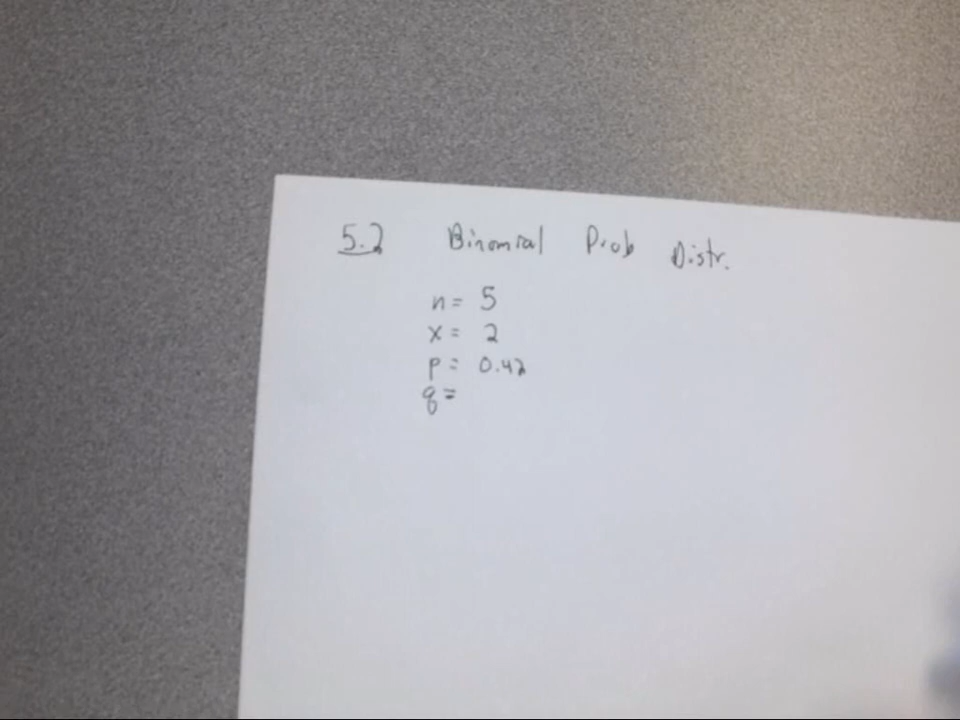 5.2 Binomial Prob Distr.
n = 5
x = 2
p = 0.42
q =